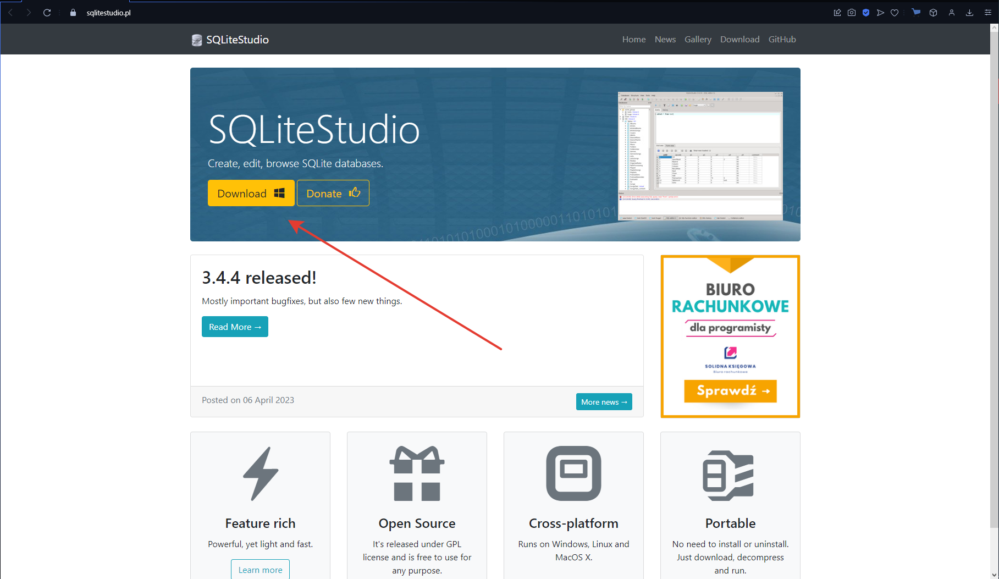 sqlitestudio.pl
SQLiteStudio
Home News Gallery Download GitHub
SQLiteStudio
Create, edit, browse SQLite databases.
Download Donate
3.4.4 released!
Mostly important bugfixes, but also few new things.
Read More →
Posted on 06 April 2023
More news →
BIURO
RACHUNKOWE
dla programisty
SOLIDNA KSIĘGOWA
Biuro rachunkowe
Sprawdź →
Feature rich
Powerful, yet light and fast.
Learn more
Open Source
It's released under GPL
license and is free to use for
any purpose.
Cross-platform
Runs on Windows, Linux and
MacOS X.
Portable
No need to install or uninstall.
Just download, decompress
and run.